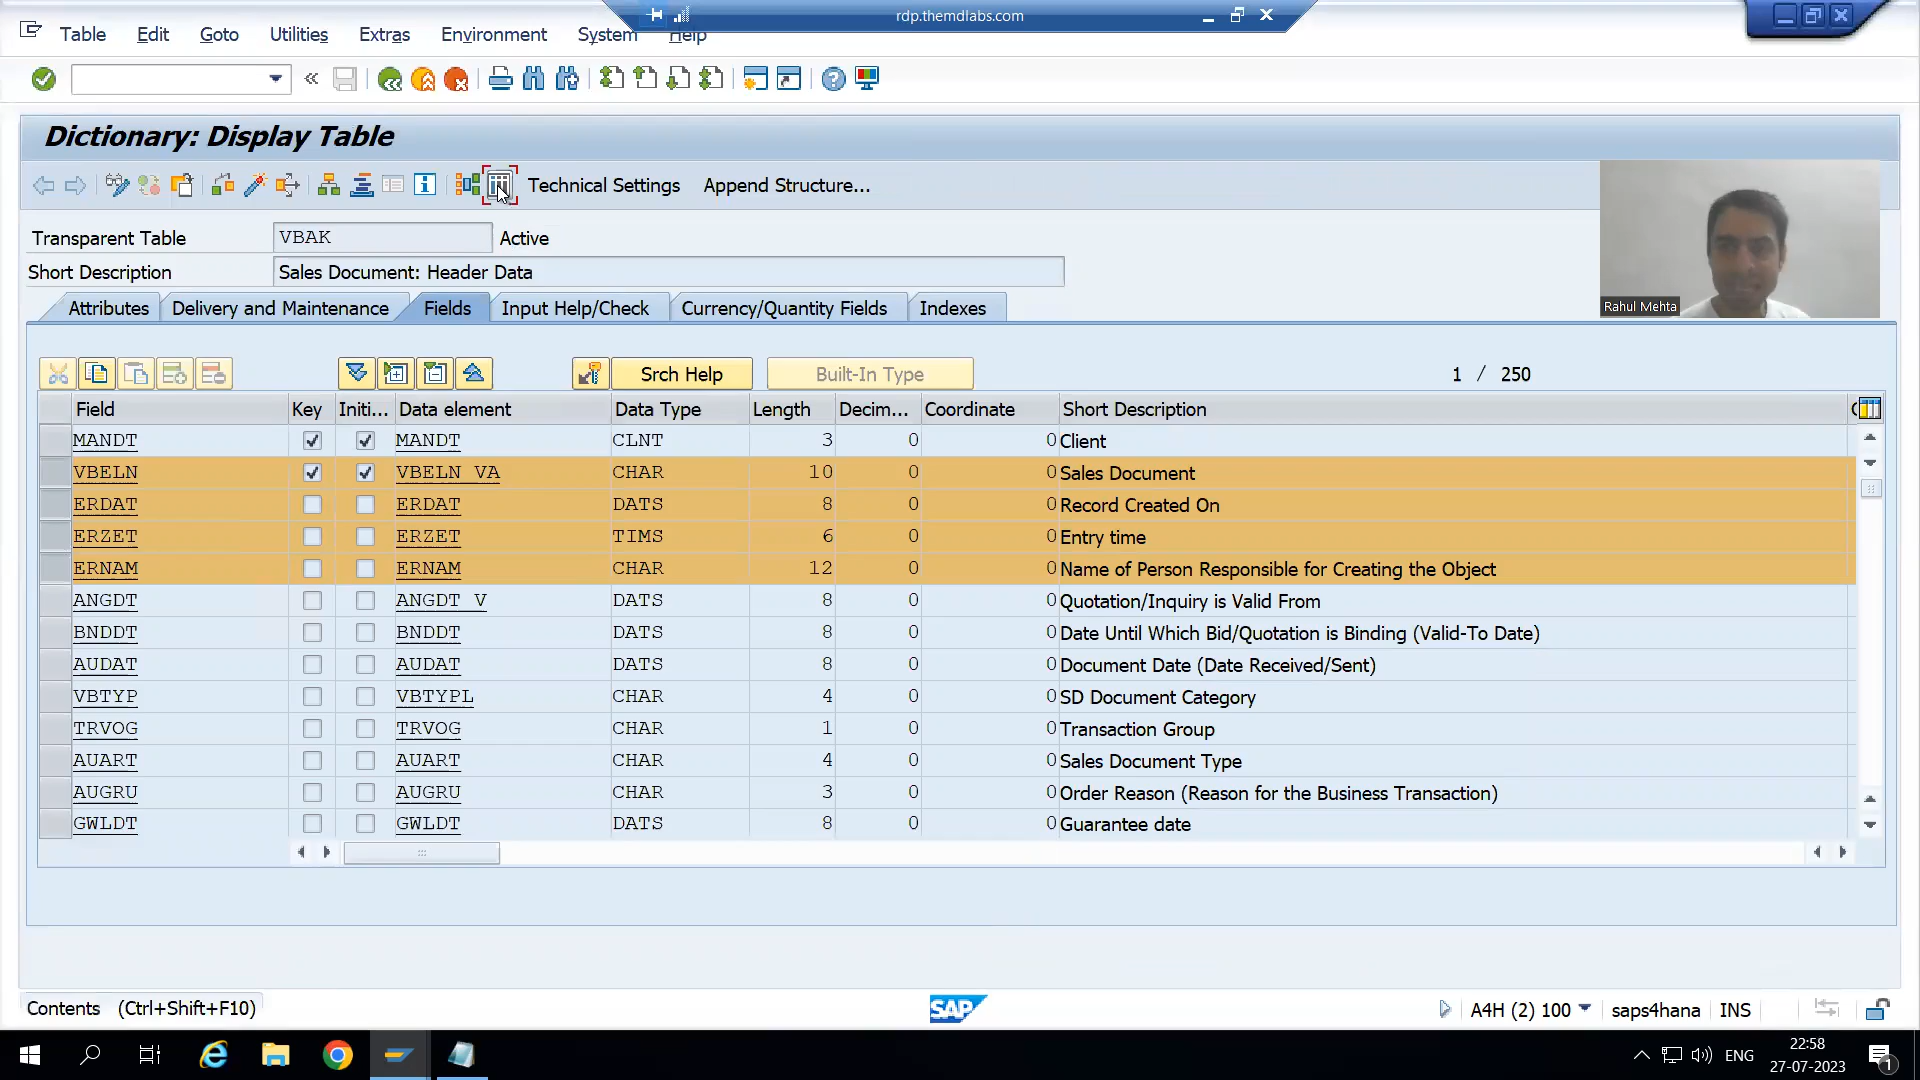 rdp.themdlabs.com
Table Edit Goto Utilities Extras Environment System Help
Dictionary: Display Table
Technical Settings Append Structure...
Transparent Table VBAK Active
Short Description Sales Document: Header Data
Rahul Mehta
Attributes Delivery and Maintenance Fields Input Help/Check Currency/Quantity Fields Indexes
Srch Help Built-In Type 1 / 250
Field Key Initi... Data element Data Type Length Decim... Coordinate Short Description
MANDT MANDT CLNT 3 0 0 Client
VBELN VBELN_VA CHAR 10 0 0 Sales Document
ERDAT ERDAT DATS 8 0 0 Record Created On
ERZET ERZET TIMS 6 0 0 Entry time
ERNAM ERNAM CHAR 12 0 0 Name of Person Responsible for Creating the Object
ANGDT ANGDT_V DATS 8 0 0 Quotation/Inquiry is Valid From
BNDDT BNDDT DATS 8 0 0 Date Until Which Bid/Quotation is Binding (Valid-To Date)
AUDAT AUDAT DATS 8 0 0 Document Date (Date Received/Sent)
VBTYP VBTYPL CHAR 4 0 0 SD Document Category
TRVOG TRVOG CHAR 1 0 0 Transaction Group
AUART AUART CHAR 4 0 0 Sales Document Type
AUGRU AUGRU CHAR 3 0 0 Order Reason (Reason for the Business Transaction)
GWLDT GWLDT DATS 8 0 0 Guarantee date
Contents (Ctrl+Shift+F10) SAP A4H (2) 100 saps4hana INS
ENG 22:58
27-07-2023 1